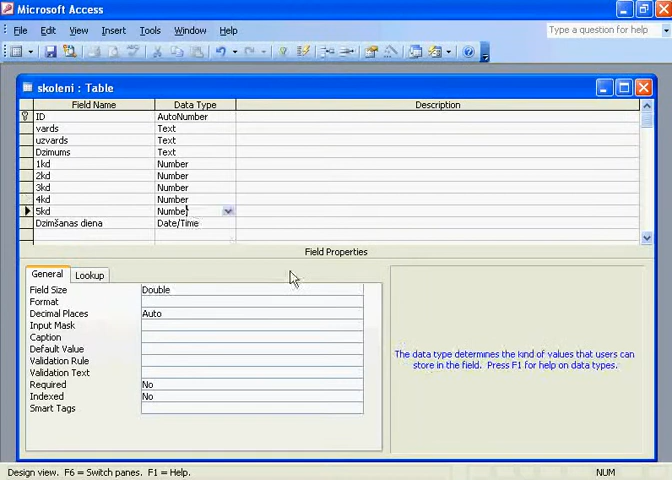 Microsoft Access
File Edit View Insert Tools Window Help
Type a question for help
skoleni : Table
Field Name Data Type Description
ID AutoNumber
vards Text
uzvards Text
Dzimums Text
1kd Number
2kd Number
3kd Number
4kd Number
5kd Number
Dzimšanas diena Date/Time
Field Properties
General Lookup
Field Size Double
Format
Decimal Places Auto
Input Mask
Caption
Default Value
Validation Rule
Validation Text
Required No
Indexed No
Smart Tags
The data type determines the kind of values that users can
store in the field. Press F1 for help on data types.
Design view. F6 = Switch panes. F1 = Help. NUM